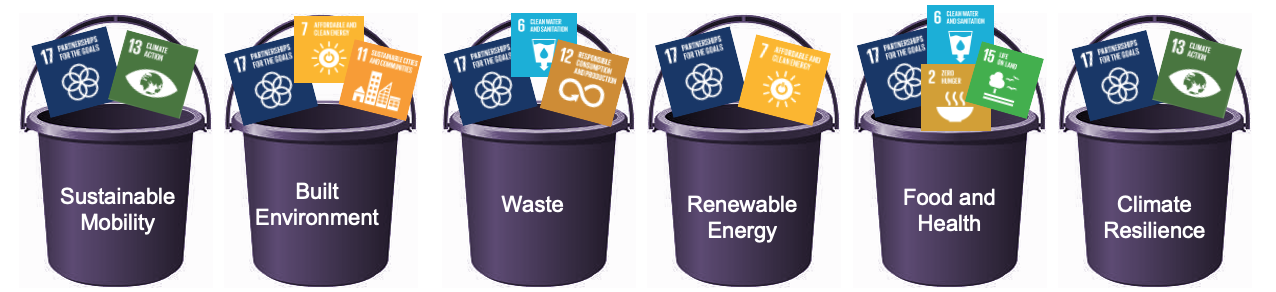 17 PARTNERSHIPS
FOR THE GOALS
13 CLIMATE
ACTION
Sustainable
Mobility
17 PARTNERSHIPS
FOR THE GOALS
7 AFFORDABLE AND
CLEAN ENERGY
11 SUSTAINABLE CITIES
AND COMMUNITIES
Built
Environment
17 PARTNERSHIPS
FOR THE GOALS
6 CLEAN WATER
AND SANITATION
12 RESPONSIBLE
CONSUMPTION
AND PRODUCTION
Waste
17 PARTNERSHIPS
FOR THE GOALS
7 AFFORDABLE AND
CLEAN ENERGY
Renewable
Energy
17 PARTNERSHIPS
FOR THE GOALS
6 CLEAN WATER
AND SANITATION
2 ZERO
HUNGER
15 LIFE
ON LAND
Food and
Health
17 PARTNERSHIPS
FOR THE GOALS
13 CLIMATE
ACTION
Climate
Resilience